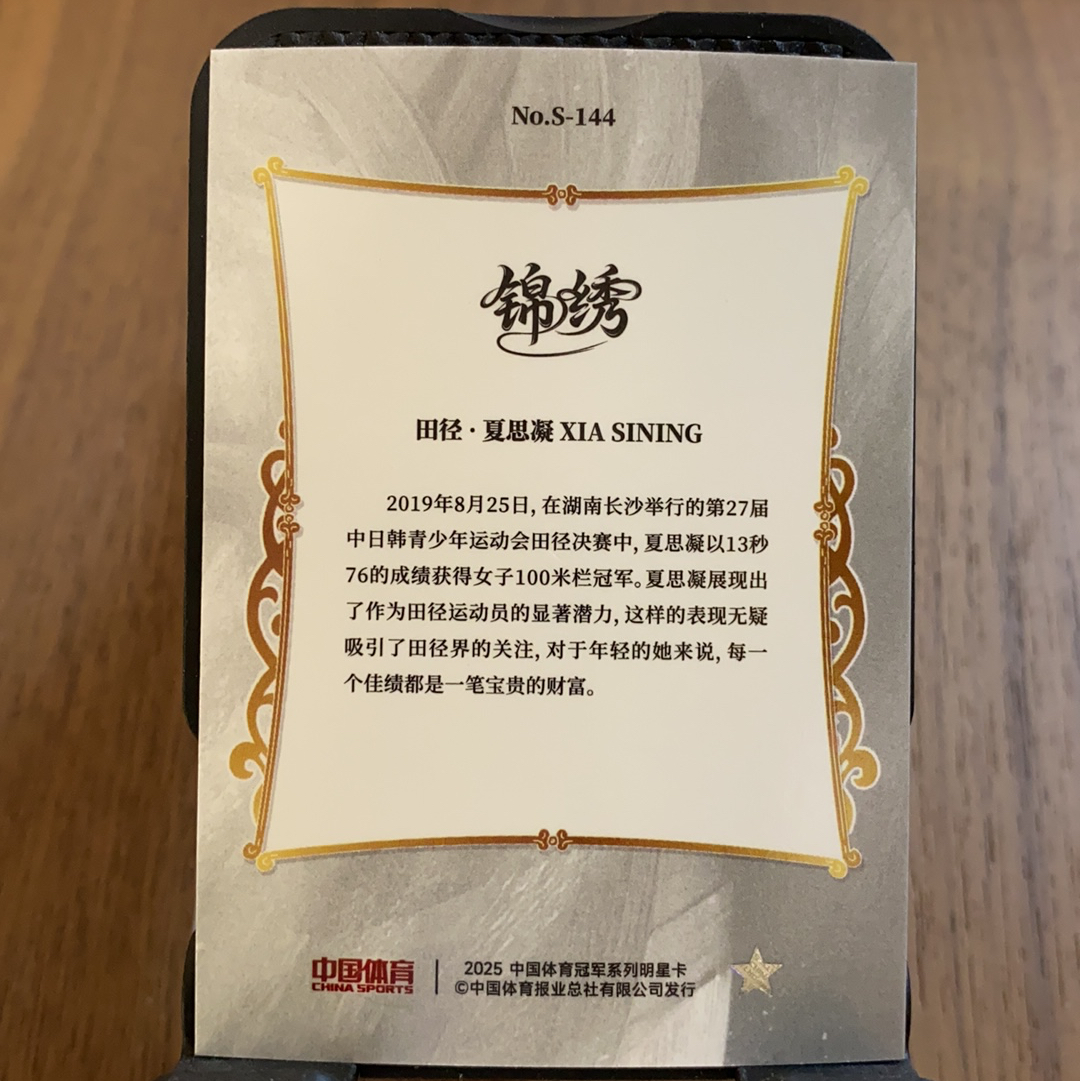 No.S-144
锦绣
田径·夏思凝 XIA SINING
2019年8月25日,在湖南长沙举行的第27届
中日韩青少年运动会田径决赛中,夏思凝以13秒
76的成绩获得女子100米栏冠军。夏思凝展现出
了作为田径运动员的显著潜力,这样的表现无疑
吸引了田径界的关注,对于年轻的她来说,每一
个佳绩都是一笔宝贵的财富。
中国体育
CHINA SPORTS
2025 中国体育冠军系列明星卡
©中国体育报业总社有限公司发行